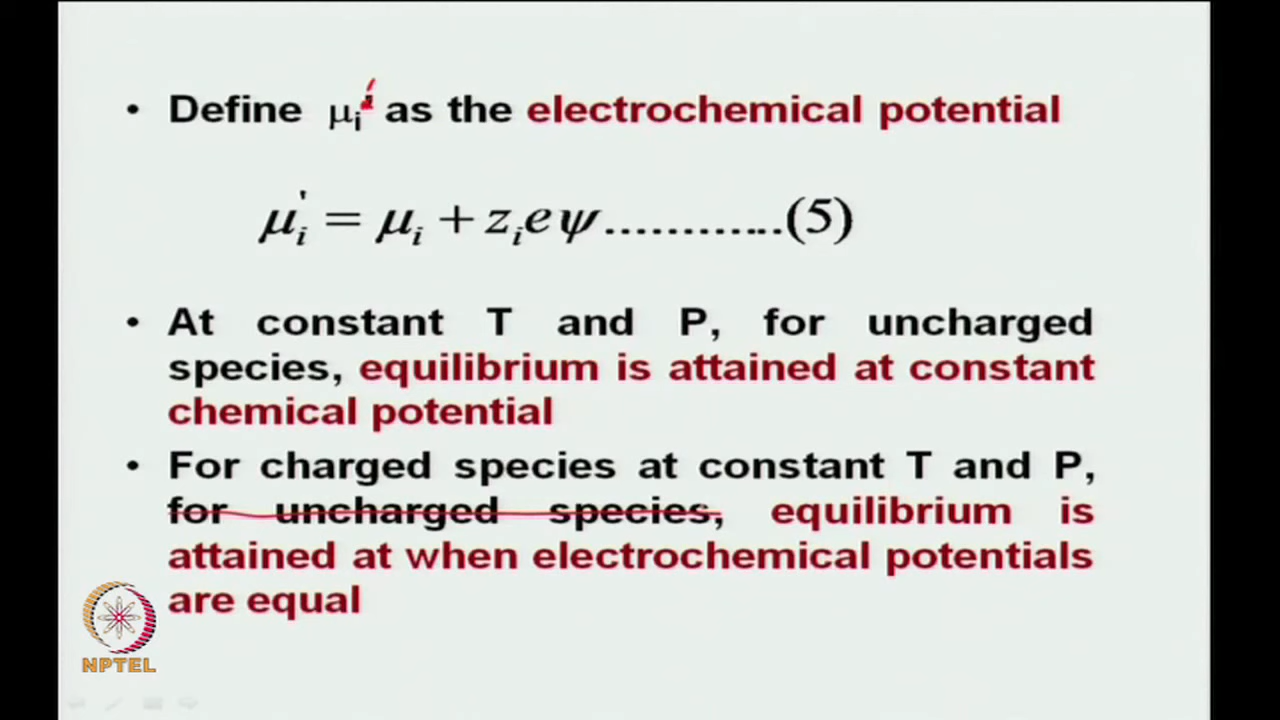 • Define μi' as the electrochemical potential
μi' = μi + zieψ............(5)
• At constant T and P, for uncharged
species, equilibrium is attained at constant
chemical potential
• For charged species at constant T and P,
for uncharged species, equilibrium is
attained at when electrochemical potentials
are equal
NPTEL